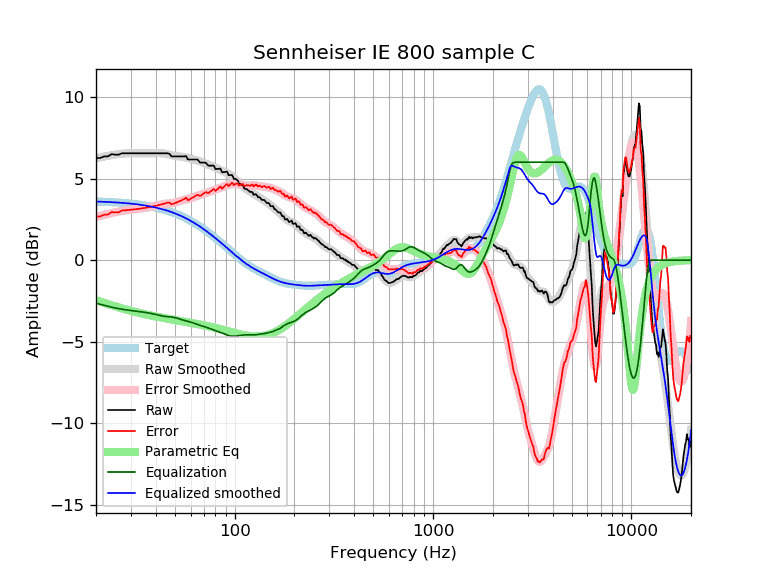 Sennheiser IE 800 sample C
10
5
0
−5
−10
−15
Amplitude (dBr)
Target
Raw Smoothed
Error Smoothed
Raw
Error
Parametric Eq
Equalization
Equalized smoothed
100
1000
10000
Frequency (Hz)